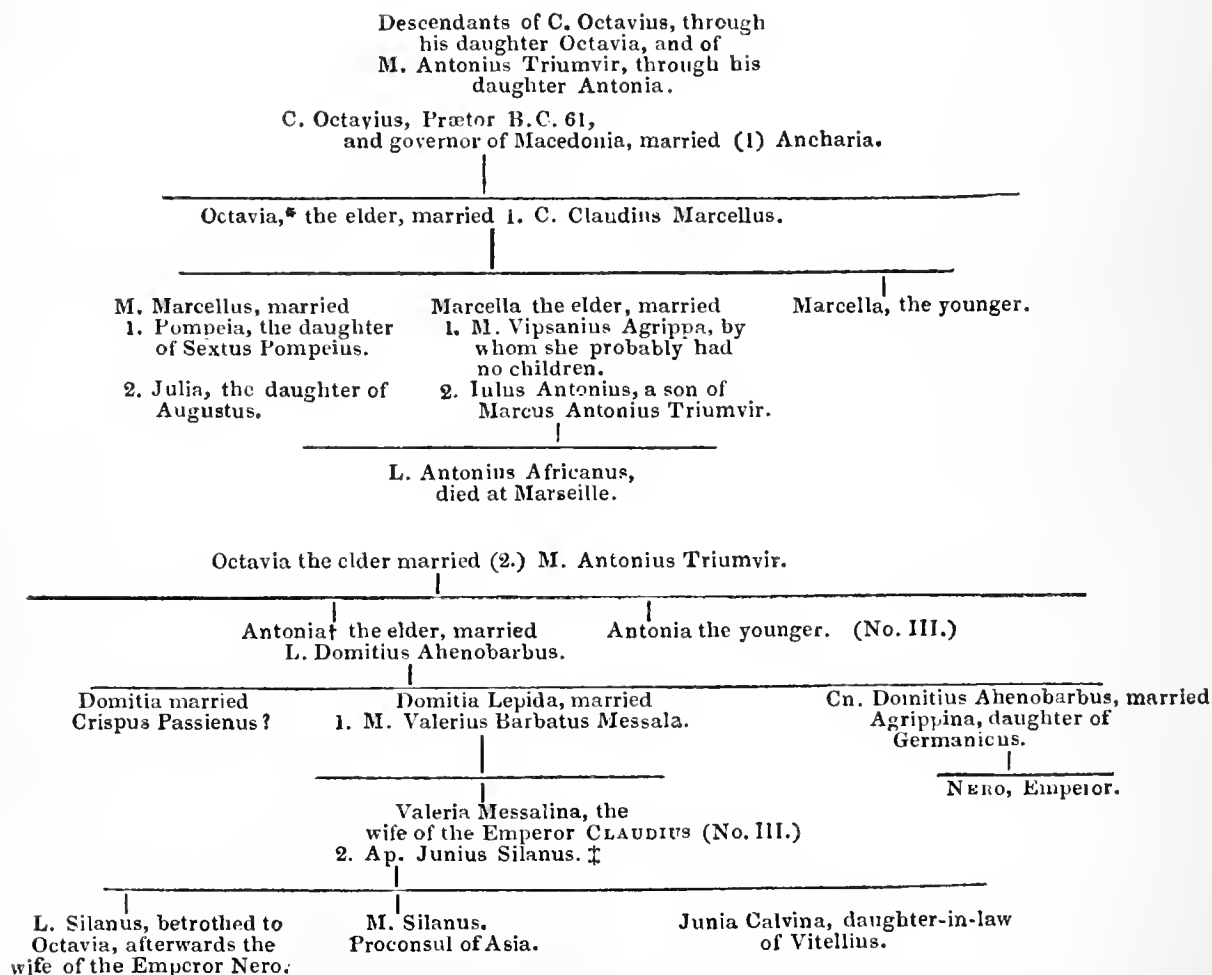 Descendants of C. Octavius, through
his daughter Octavia, and of
M. Antonius Triumvir, through his
daughter Antonia.
C. Octavius, Prætor B.C. 61,
and governor of Macedonia, married (1) Ancharia.
Octavia,* the elder, married 1. C. Claudius Marcellus.
M. Marcellus, married
1. Pompeia, the daughter
of Sextus Pompeius.
2. Julia, the daughter of
Augustus.
Marcella the elder, married
1. M. Vipsanius Agrippa, by
whom she probably had
no children.
2. Iulus Antonius, a son of
Marcus Antonius Triumvir.
Marcella, the younger.
L. Antonius Africanus,
died at Marseille.
Octavia the elder married (2.) M. Antonius Triumvir.
Antonia† the elder, married
L. Domitius Ahenobarbus.
Antonia the younger. (No. III.)
Domitia married
Crispus Passienus?
Domitia Lepida, married
1. M. Valerius Barbatus Messala.
Cn. Domitius Ahenobarbus, married
Agrippina, daughter of
Germanicus.
NERO, Emperor.
Valeria Messalina, the
wife of the Emperor CLAUDIUS (No. III.)
2. Ap. Junius Silanus. ‡
L. Silanus, betrothed to
Octavia, afterwards the
wife of the Emperor Nero.
M. Silanus.
Proconsul of Asia.
Junia Calvina, daughter-in-law
of Vitellius.